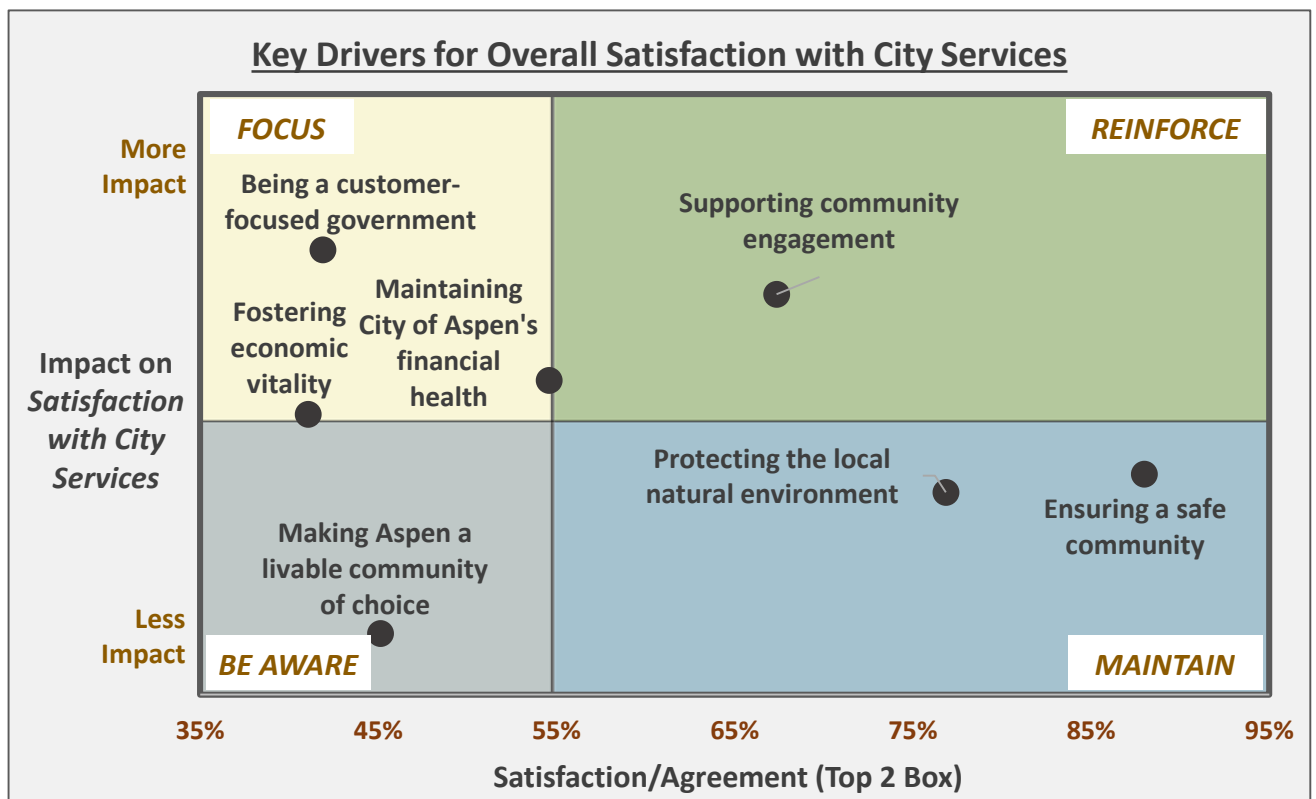 Key Drivers for Overall Satisfaction with City Services
FOCUS
REINFORCE
More
Impact
Being a customer-
focused government
Supporting community
engagement
Fostering
economic
vitality
Maintaining
City of Aspen's
financial
health
Impact on
Satisfaction
with City
Services
Protecting the local
natural environment
Ensuring a safe
community
Making Aspen a
livable community
of choice
Less
Impact
BE AWARE
MAINTAIN
35%
45%
55%
65%
75%
85%
95%
Satisfaction/Agreement (Top 2 Box)